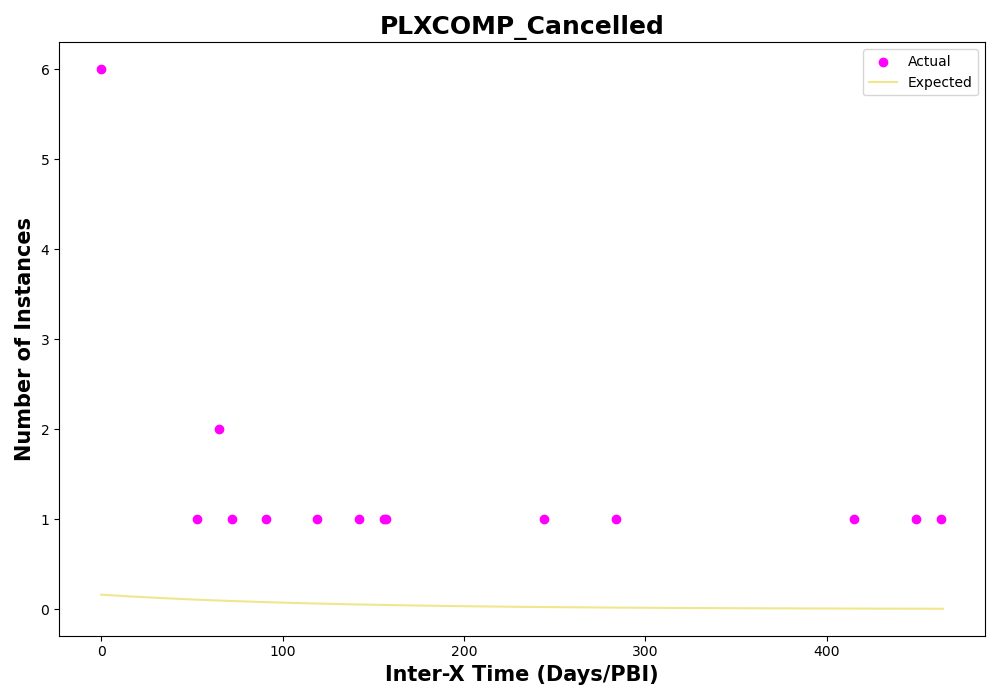 PLXCOMP_Cancelled
Number of Instances
6
5
4
3
2
1
0
Actual
Expected
0 100 200 300 400
Inter-X Time (Days/PBI)